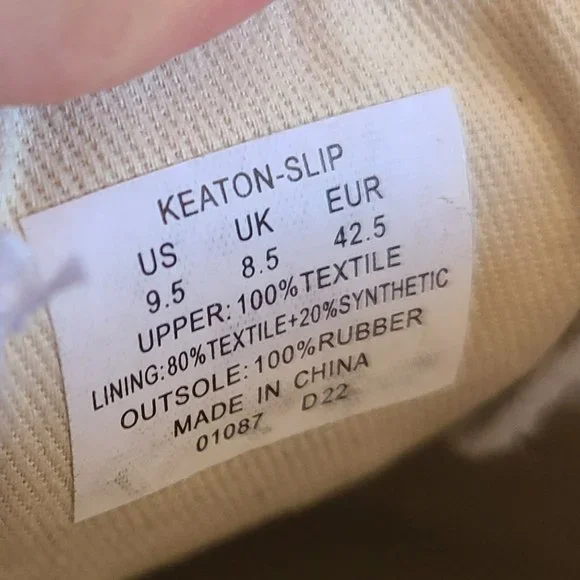 KEATON-SLIP
US UK EUR
9.5 8.5 42.5
UPPER: 100%TEXTILE
LINING:80%TEXTILE+20%SYNTHETIC
OUTSOLE: 100%RUBBER
MADE IN CHINA
01087 D22